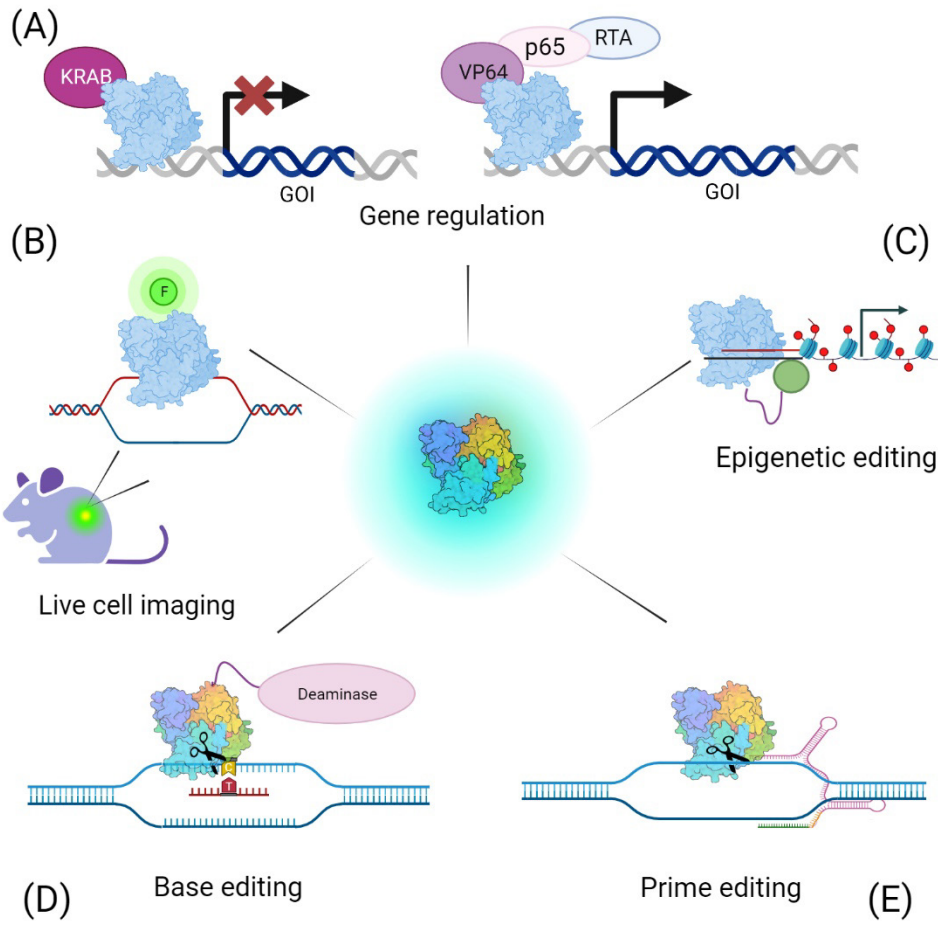 (A)
KRAB
GOI
VP64
p65
RTA
GOI
Gene regulation
(B)
F
Live cell imaging
(C)
Epigenetic editing
Deaminase
C
T
Base editing
(D)
Prime editing
(E)